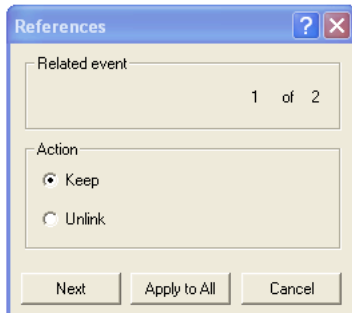 References
Related event
1 of 2
Action
Keep
Unlink
Next Apply to All Cancel